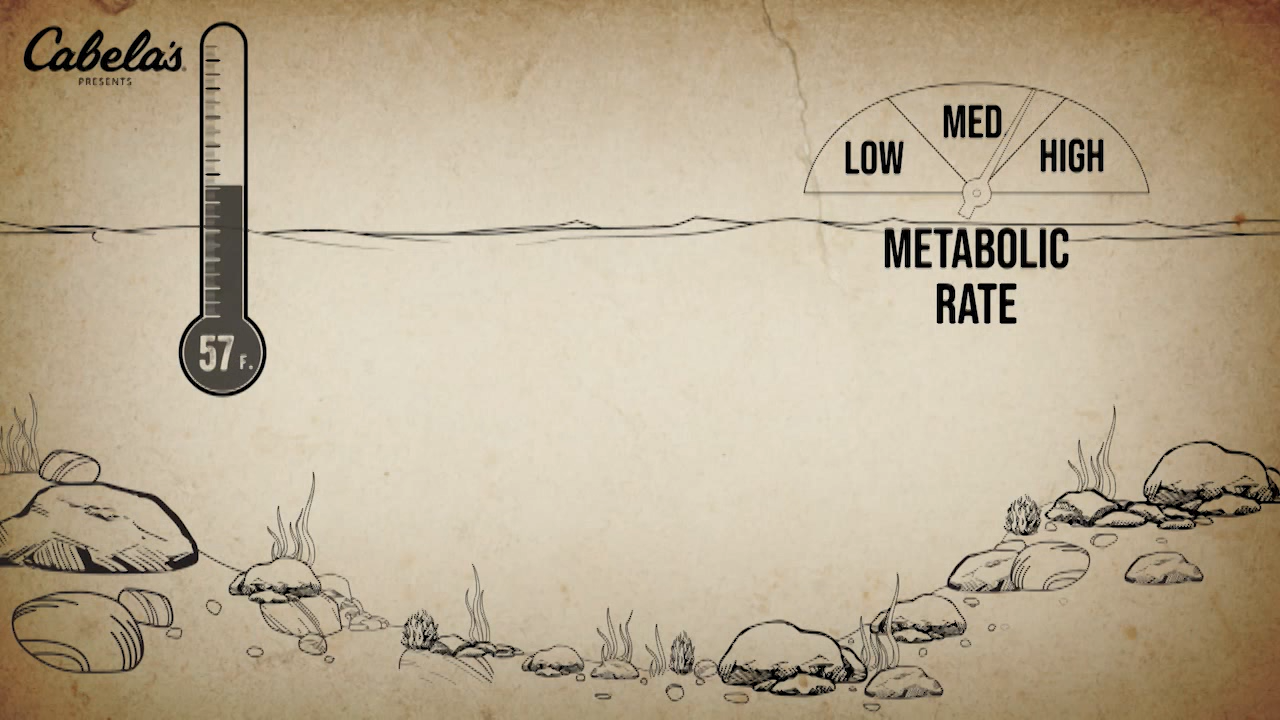 Cabela's
PRESENTS
LOW
MED
HIGH
METABOLIC
RATE
57 F.